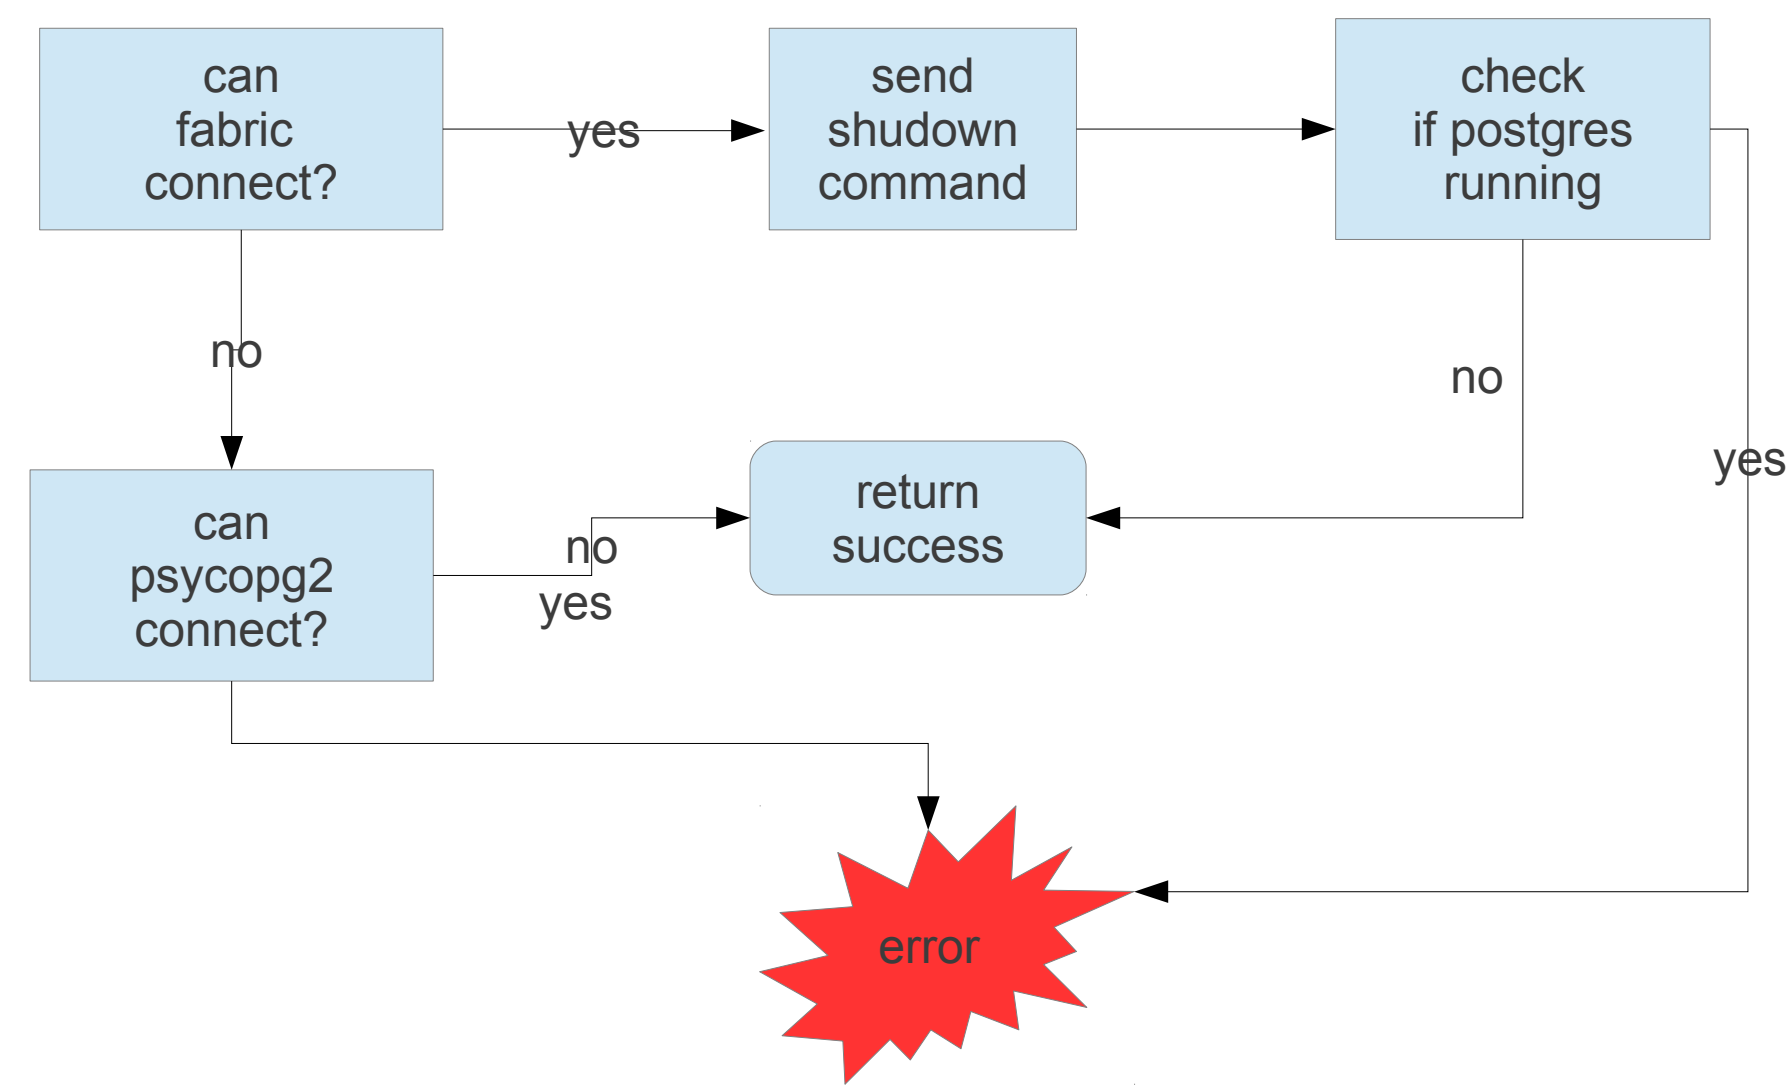 can
fabric
connect?
yes
send
shudown
command
check
if postgres
running
no
no
yes
can
psycopg2
connect?
no
yes
return
success
error